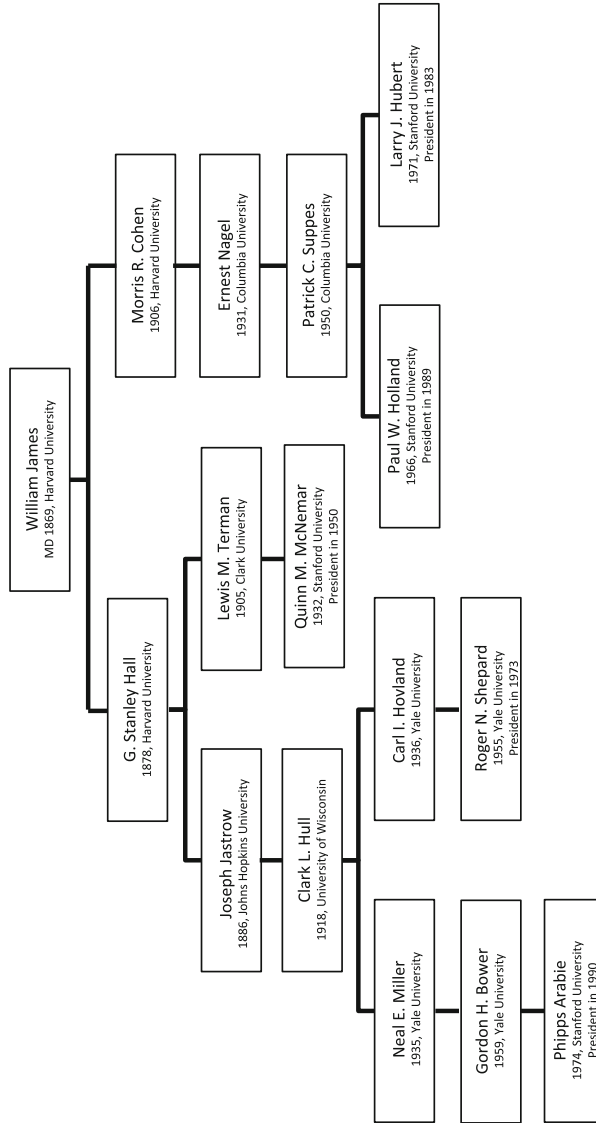 William James
MD 1869, Harvard University
G. Stanley Hall
1878, Harvard University
Morris R. Cohen
1906, Harvard University
Joseph Jastrow
1886, Johns Hopkins University
Lewis M. Terman
1905, Clark University
Ernest Nagel
1931, Columbia University
Clark L. Hull
1918, University of Wisconsin
Quinn M. McNemar
1932, Stanford University
President in 1950
Patrick C. Suppes
1950, Columbia University
Neal E. Miller
1935, Yale University
Carl I. Hovland
1936, Yale University
Paul W. Holland
1966, Stanford University
President in 1989
Larry J. Hubert
1971, Stanford University
President in 1983
Gordon H. Bower
1959, Yale University
Roger N. Shepard
1955, Yale University
President in 1973
Phipps Arabie
1974, Stanford University
President in 1990